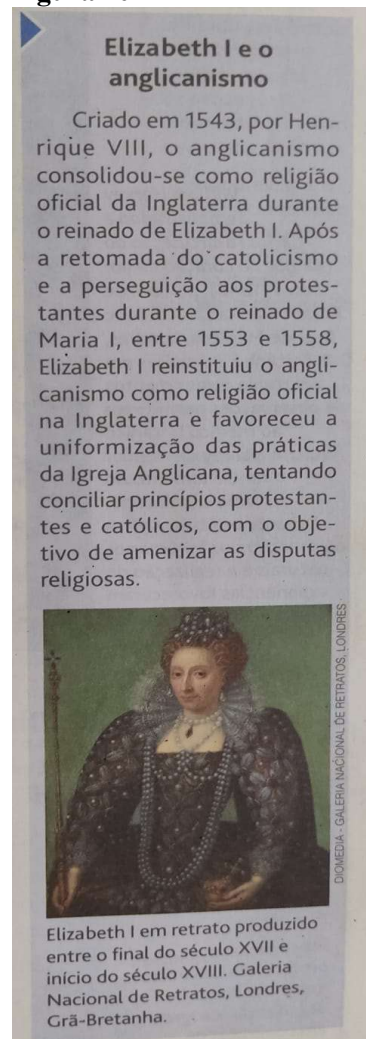 Elizabeth I e o
anglicanismo
Criado em 1543, por Hen-
rique VIII, o anglicanismo
consolidou-se como religião
oficial da Inglaterra durante
o reinado de Elizabeth I. Após
a retomada do catolicismo
e a perseguição aos protes-
tantes durante o reinado de
Maria I, entre 1553 e 1558,
Elizabeth I reinstituiu o angli-
canismo como religião oficial
na Inglaterra e favoreceu a
uniformização das práticas
da Igreja Anglicana, tentando
conciliar princípios protestan-
tes e católicos, com o obje-
tivo de amenizar as disputas
religiosas.
DIOMEDIA - GALERIA NACIONAL DE RETRATOS, LONDRES
Elizabeth I em retrato produzido
entre o final do século XVII e
início do século XVIII. Galeria
Nacional de Retratos, Londres,
Grã-Bretanha.